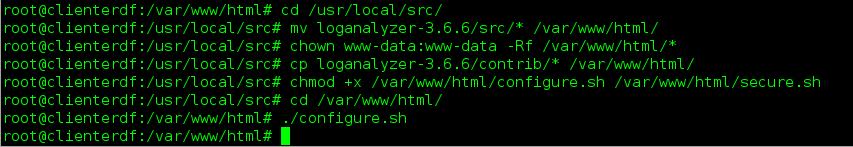 root@clienterdf:/var/www/html# cd /usr/local/src/
root@clienterdf:/usr/local/src# mv loganalyzer-3.6.6/src/* /var/www/html/
root@clienterdf:/usr/local/src# chown www-data:www-data -Rf /var/www/html/*
root@clienterdf:/usr/local/src# cp loganalyzer-3.6.6/contrib/* /var/www/html/
root@clienterdf:/usr/local/src# chmod +x /var/www/html/configure.sh /var/www/html/secure.sh
root@clienterdf:/usr/local/src# cd /var/www/html/
root@clienterdf:/var/www/html# ./configure.sh
root@clienterdf:/var/www/html#